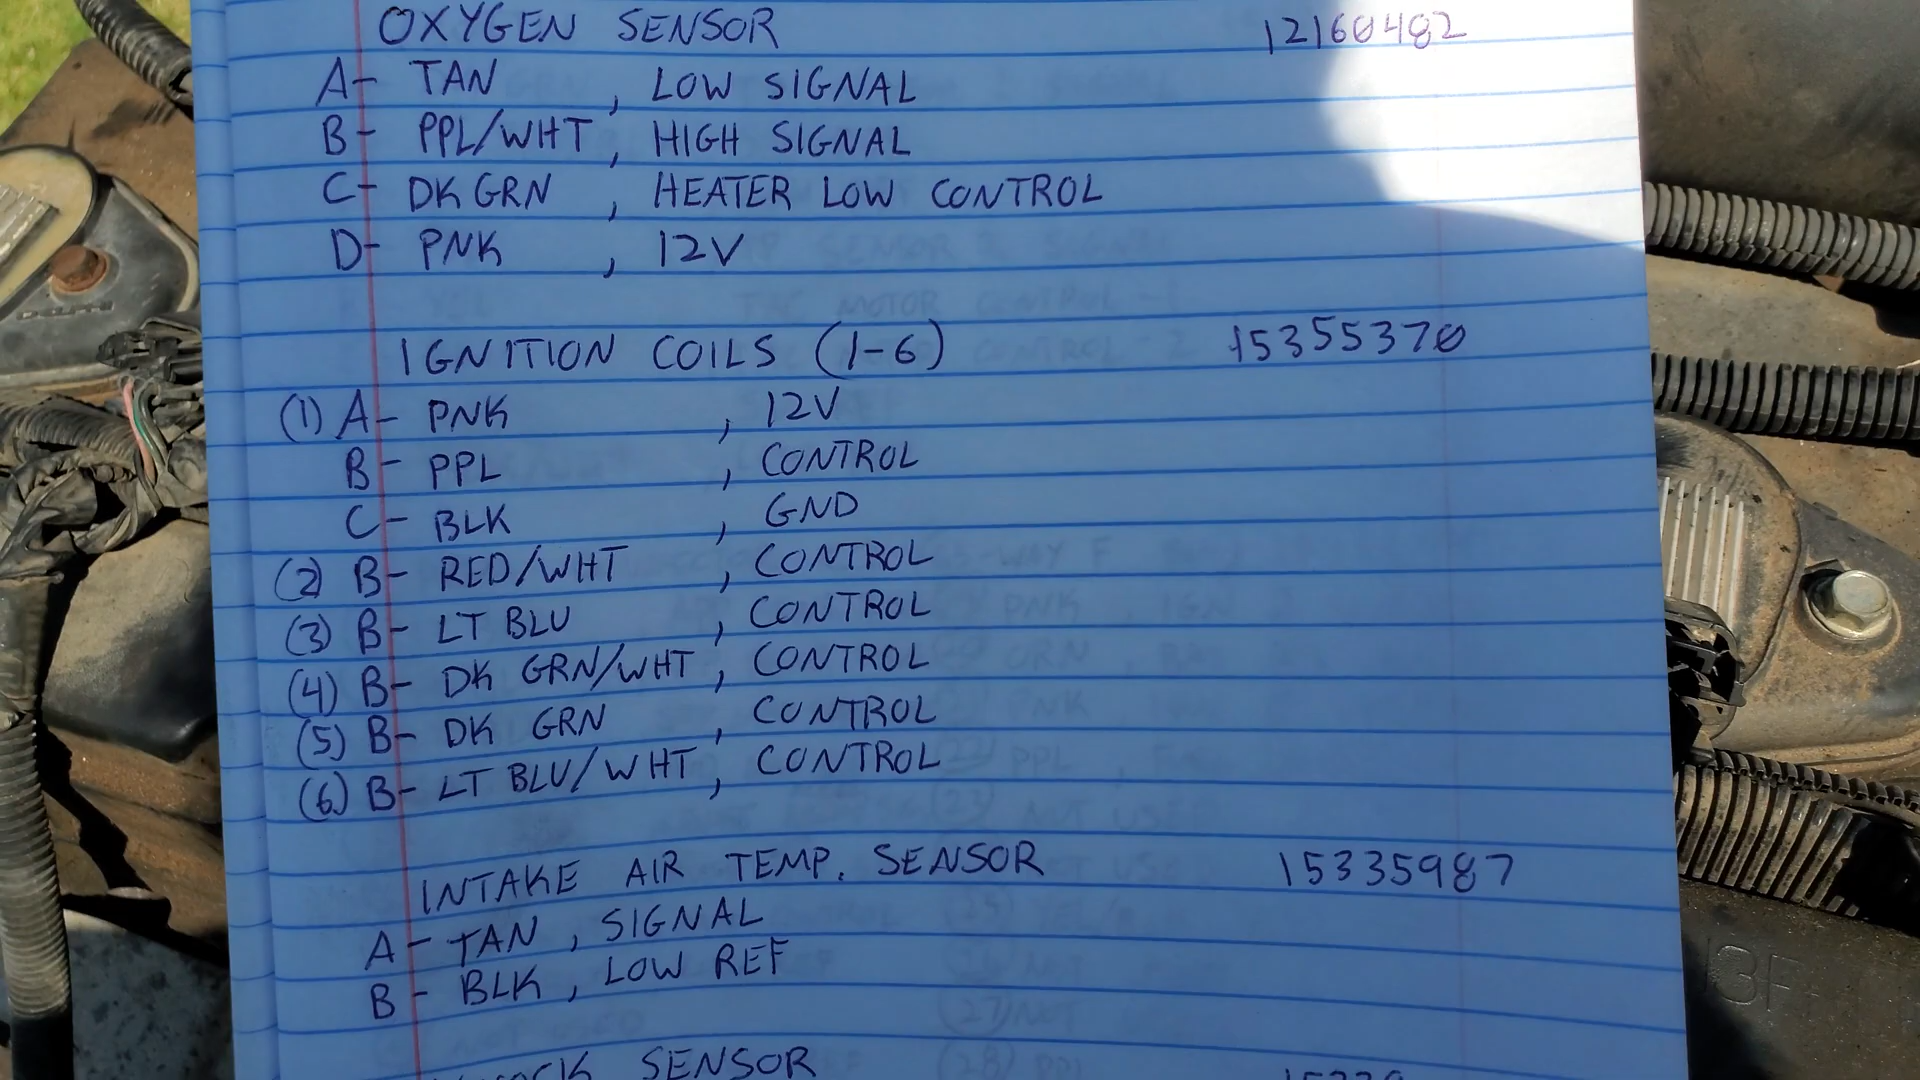 OXYGEN SENSOR 12160482
A- TAN , LOW SIGNAL
B- PPL/WHT , HIGH SIGNAL
C- DK GRN , HEATER LOW CONTROL
D- PNK , 12V
IGNITION COILS (1-6) 15355370
(1) A- PNK , 12V
B- PPL , CONTROL
C- BLK , GND
(2) B- RED/WHT , CONTROL
(3) B- LT BLU , CONTROL
(4) B- DK GRN/WHT , CONTROL
(5) B- DK GRN , CONTROL
(6) B- LT BLU/WHT , CONTROL
INTAKE AIR TEMP. SENSOR 15335987
A- TAN , SIGNAL
B- BLK , LOW REF
SENSOR